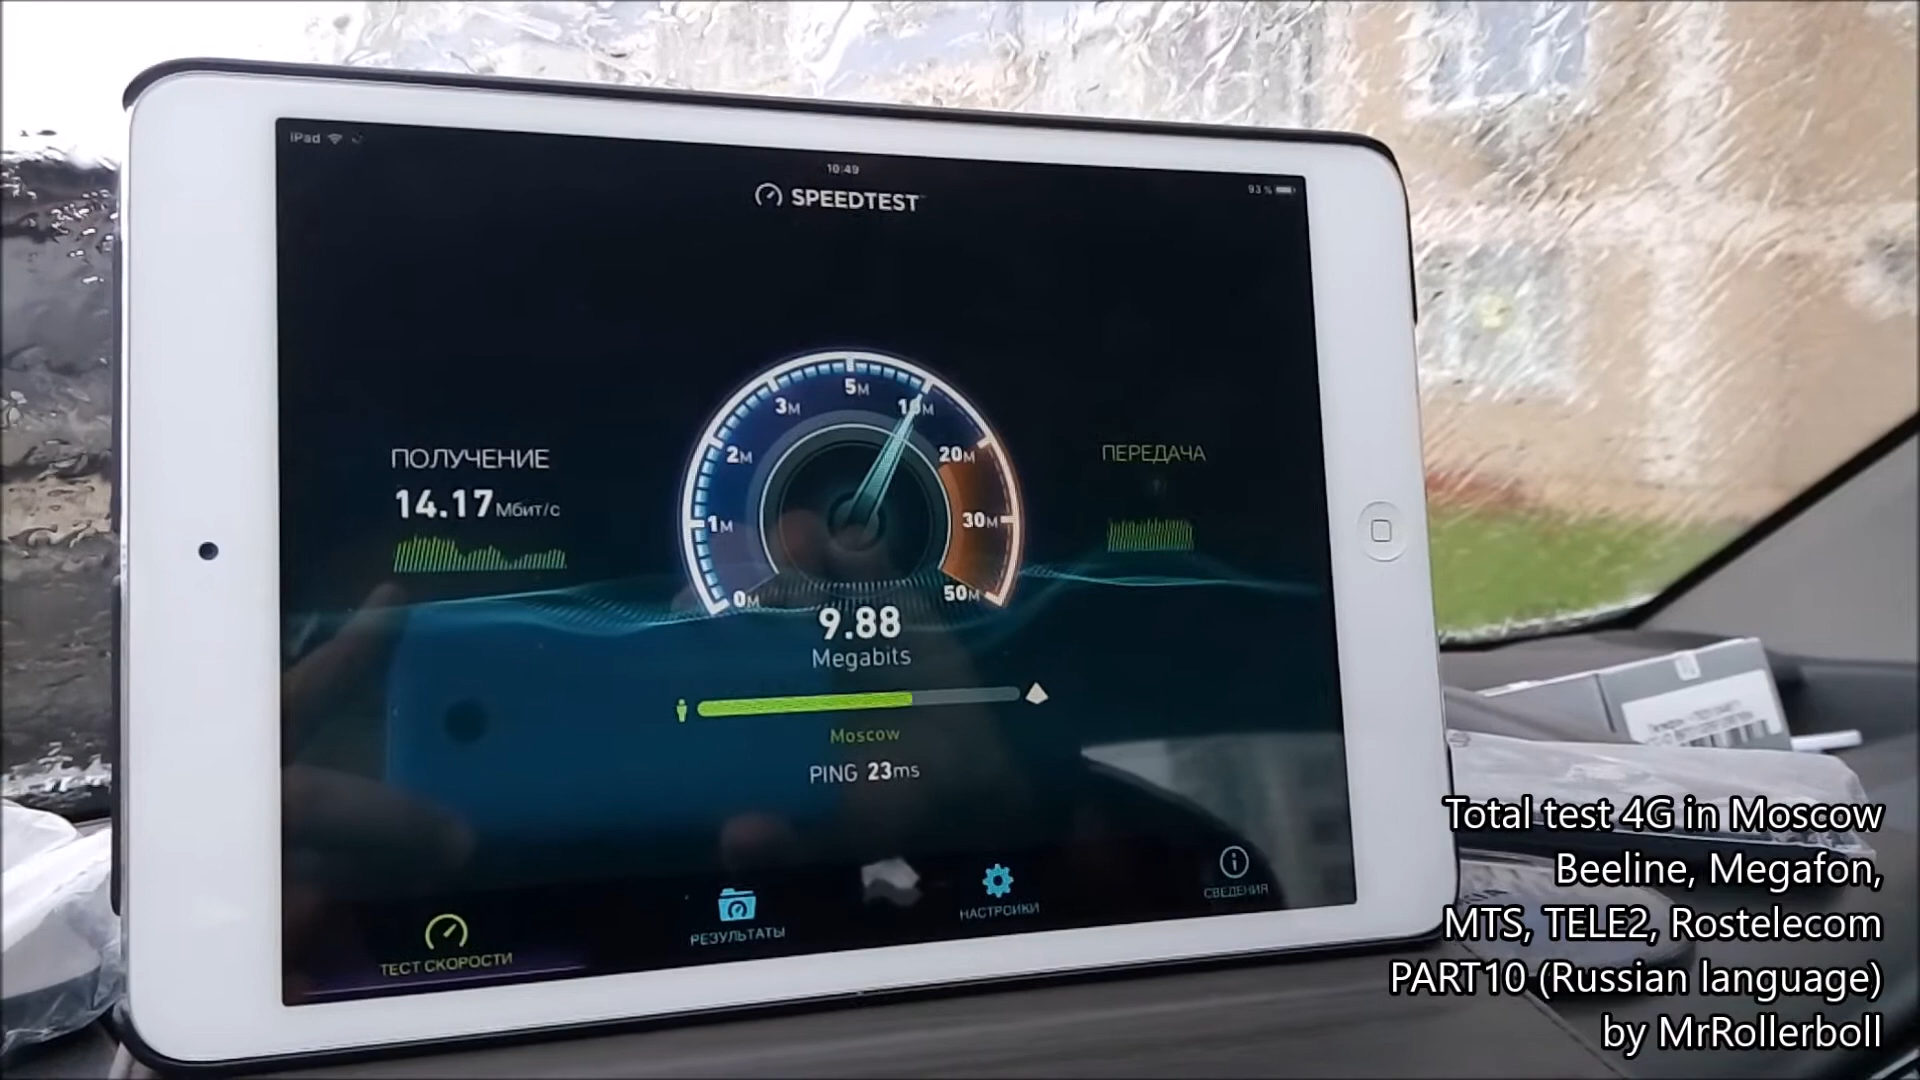 iPad
10:49
93 %
SPEEDTEST
ПОЛУЧЕНИЕ
14.17 Мбит/с
ПЕРЕДАЧА
0M
1M
2M
3M
5M
10M
20M
30M
50M
9.88
Megabits
Moscow
PING 23ms
ТЕСТ СКОРОСТИ
РЕЗУЛЬТАТЫ
НАСТРОЙКИ
СВЕДЕНИЯ
Total test 4G in Moscow
Beeline, Megafon,
MTS, TELE2, Rostelecom
PART10 (Russian language)
by MrRollerboll